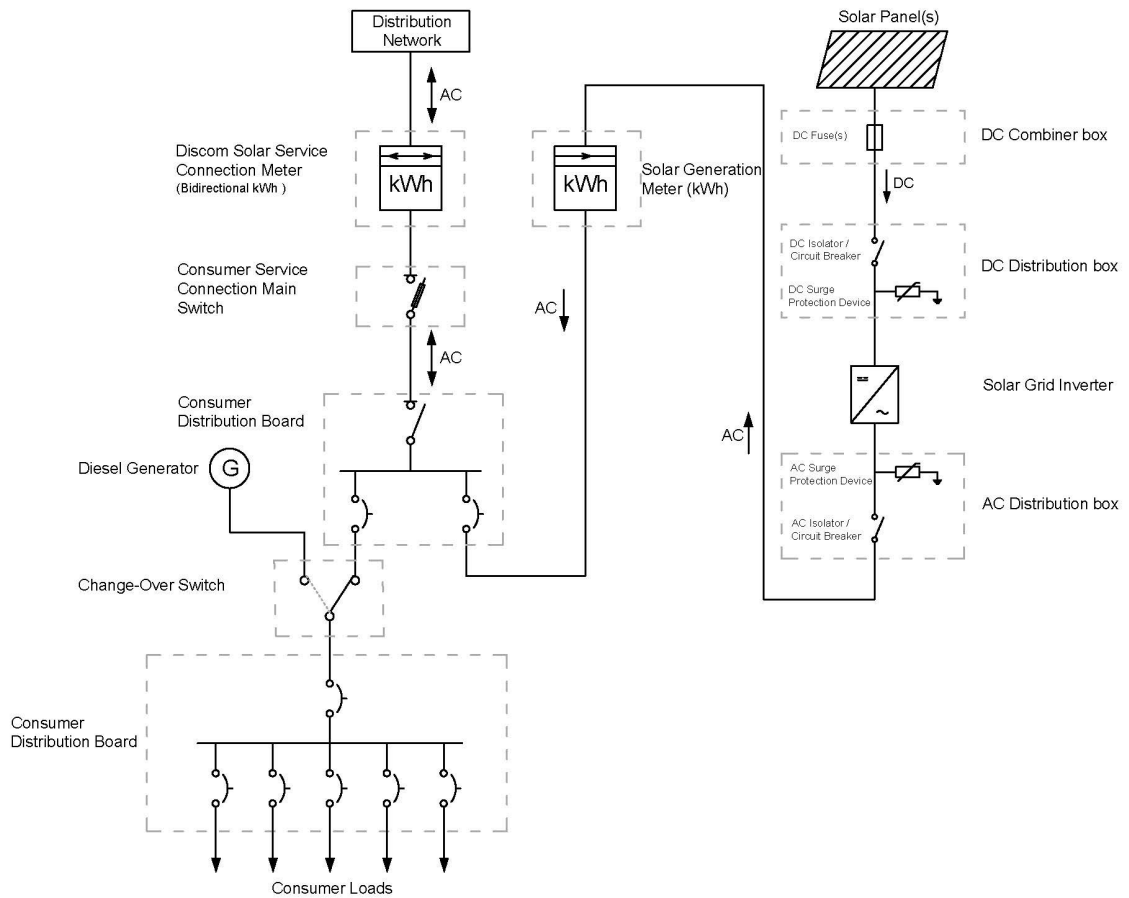 Distribution
Network
AC
Discom Solar Service
Connection Meter
(Bidirectional kWh )
kWh
Consumer Service
Connection Main
Switch
AC
Consumer
Distribution Board
Diesel Generator
G
Change-Over Switch
Consumer
Distribution Board
Consumer Loads
kWh
Solar Generation
Meter (kWh)
AC
AC
Solar Panel(s)
DC Fuse(s)
DC Combiner box
DC
DC Isolator /
Circuit Breaker
DC Distribution box
DC Surge
Protection Device
Solar Grid Inverter
AC Surge
Protection Device
AC Distribution box
AC Isolator /
Circuit Breaker